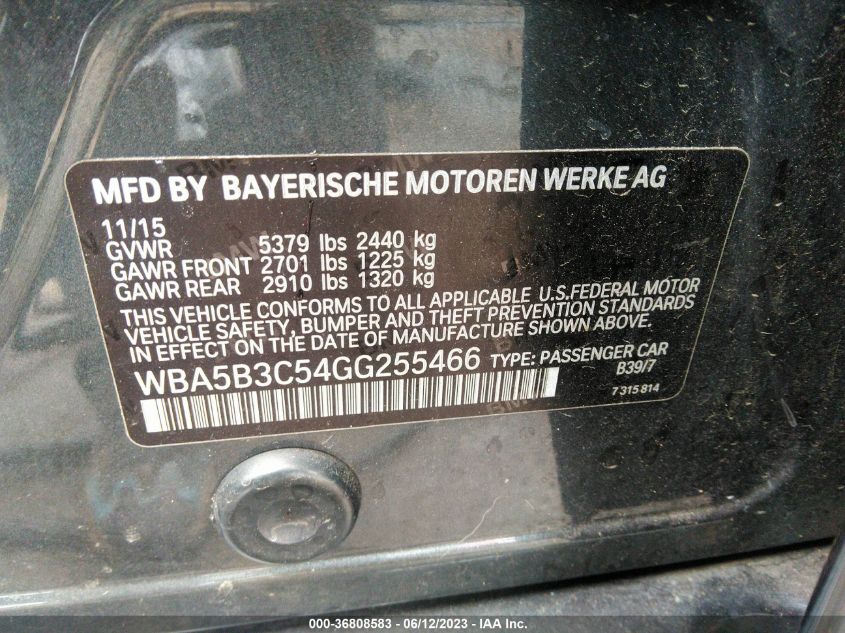 MFD BY BAYERISCHE MOTOREN WERKE AG
11/15
GVWR 5379 lbs 2440 kg
GAWR FRONT 2701 lbs 1225 kg
GAWR REAR 2910 lbs 1320 kg
THIS VEHICLE CONFORMS TO ALL APPLICABLE U.S.FEDERAL MOTOR
VEHICLE SAFETY, BUMPER AND THEFT PREVENTION STANDARDS
IN EFFECT ON THE DATE OF MANUFACTURE SHOWN ABOVE.
WBA5B3C54GG255466 TYPE: PASSENGER CAR
B39/7
7 315 814
000-36808583 - 06/12/2023 - IAA Inc.